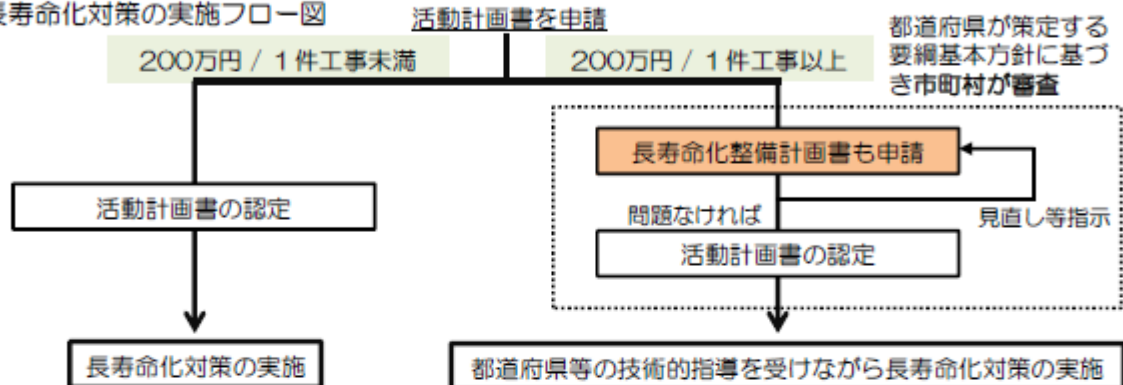 長寿命化対策の実施フロー図
活動計画書を申請
200万円 / 1件工事未満
200万円 / 1件工事以上
都道府県が策定する
要綱基本方針に基づ
き市町村が審査
長寿命化整備計画書も申請
活動計画書の認定
問題なければ
見直し等指示
活動計画書の認定
長寿命化対策の実施
都道府県等の技術的指導を受けながら長寿命化対策の実施